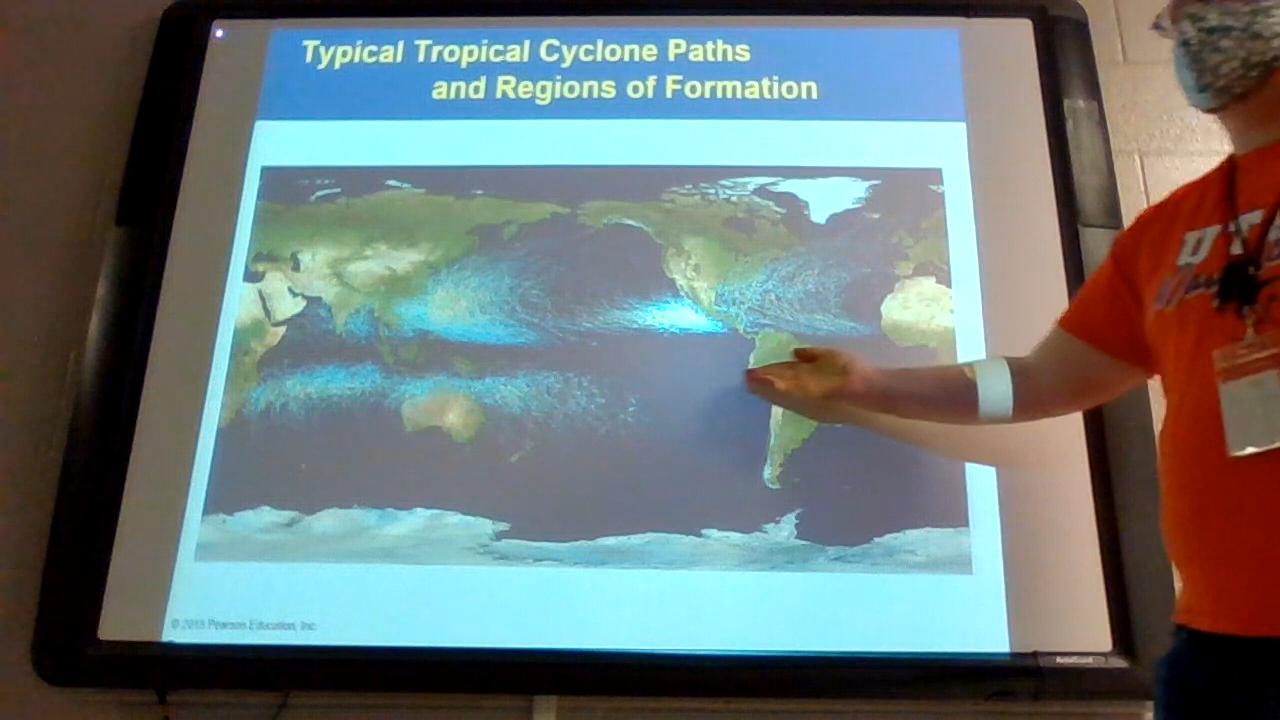 Typical Tropical Cyclone Paths
and Regions of Formation
© 2015 Pearson Education, Inc.